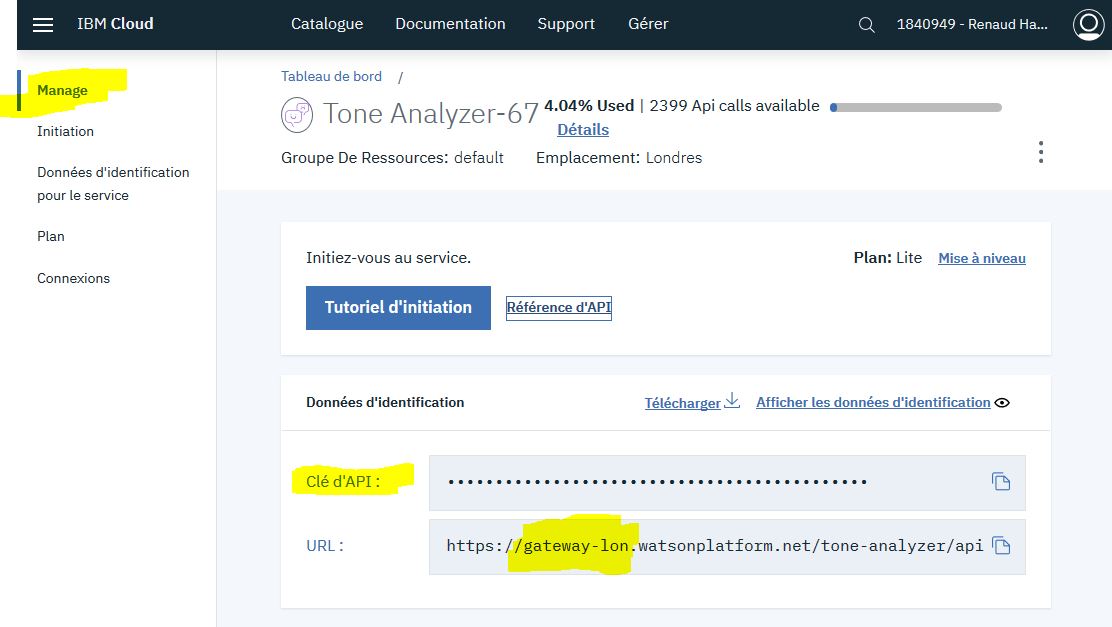 IBM Cloud Catalogue Documentation Support Gérer 1840949 - Renaud Ha...
Manage
Initiation
Données d'identification
pour le service
Plan
Connexions
Tableau de bord /
Tone Analyzer-67 4.04% Used | 2399 Api calls available
Détails
Groupe De Ressources: default Emplacement: Londres
Initiez-vous au service. Plan: Lite Mise à niveau
Tutoriel d'initiation Référence d'API
Données d'identification Télécharger Afficher les données d'identification
Clé d'API : ••••••••••••••••••••••••••••••••••••••••••••
URL : https://gateway-lon.watsonplatform.net/tone-analyzer/api